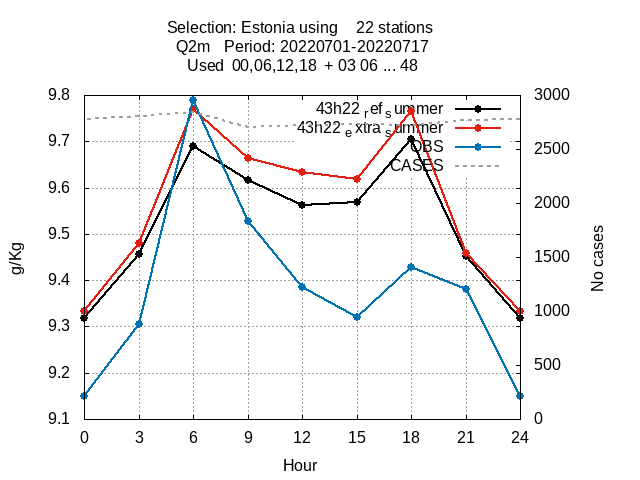 Selection: Estonia using 22 stations
Q2m Period: 20220701-20220717
Used 00,06,12,18 + 03 06 ... 48
9.8
9.7
9.6
9.5
9.4
9.3
9.2
9.1
g/Kg
43h22 ref summer
43h22 extra summer
OBS
CASES
3000
2500
2000
1500
1000
500
0
No cases
0 3 6 9 12 15 18 21 24
Hour